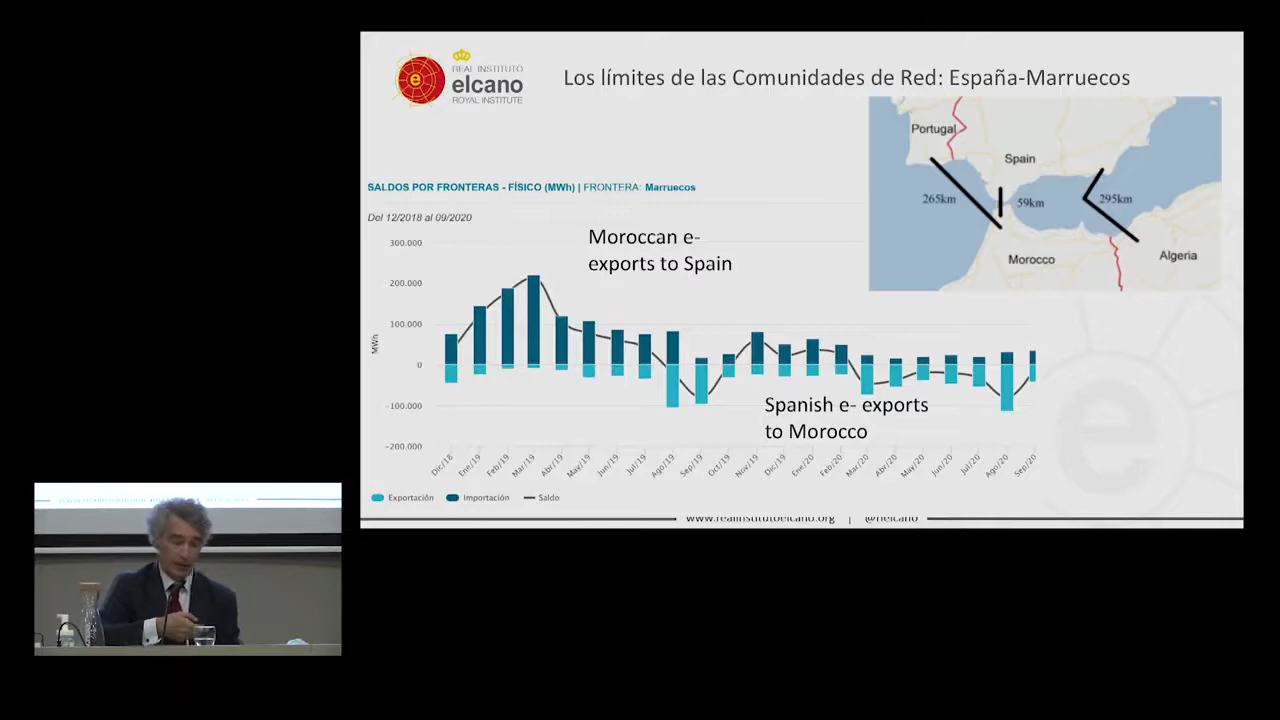 REAL INSTITUTO
elcano
ROYAL INSTITUTE
Los límites de las Comunidades de Red: España-Marruecos
Portugal
Spain
265km
59km
295km
Morocco
Algeria
SALDOS POR FRONTERAS - FÍSICO (MWh) | FRONTERA: Marruecos
Del 12/2018 al 09/2020
Moroccan e-
exports to Spain
300.000
200.000
100.000
0
-100.000
-200.000
MWh
Spanish e- exports
to Morocco
Dic/18
Ene/19
Feb/19
Mar/19
Abr/19
May/19
Jun/19
Jul/19
Ago/19
Sep/19
Oct/19
Nov/19
Dic/19
Ene/20
Feb/20
Mar/20
Abr/20
May/20
Jun/20
Jul/20
Ago/20
Sep/20
Exportación
Importación
Saldo
www.realinstitutoelcano.org | @rielcano